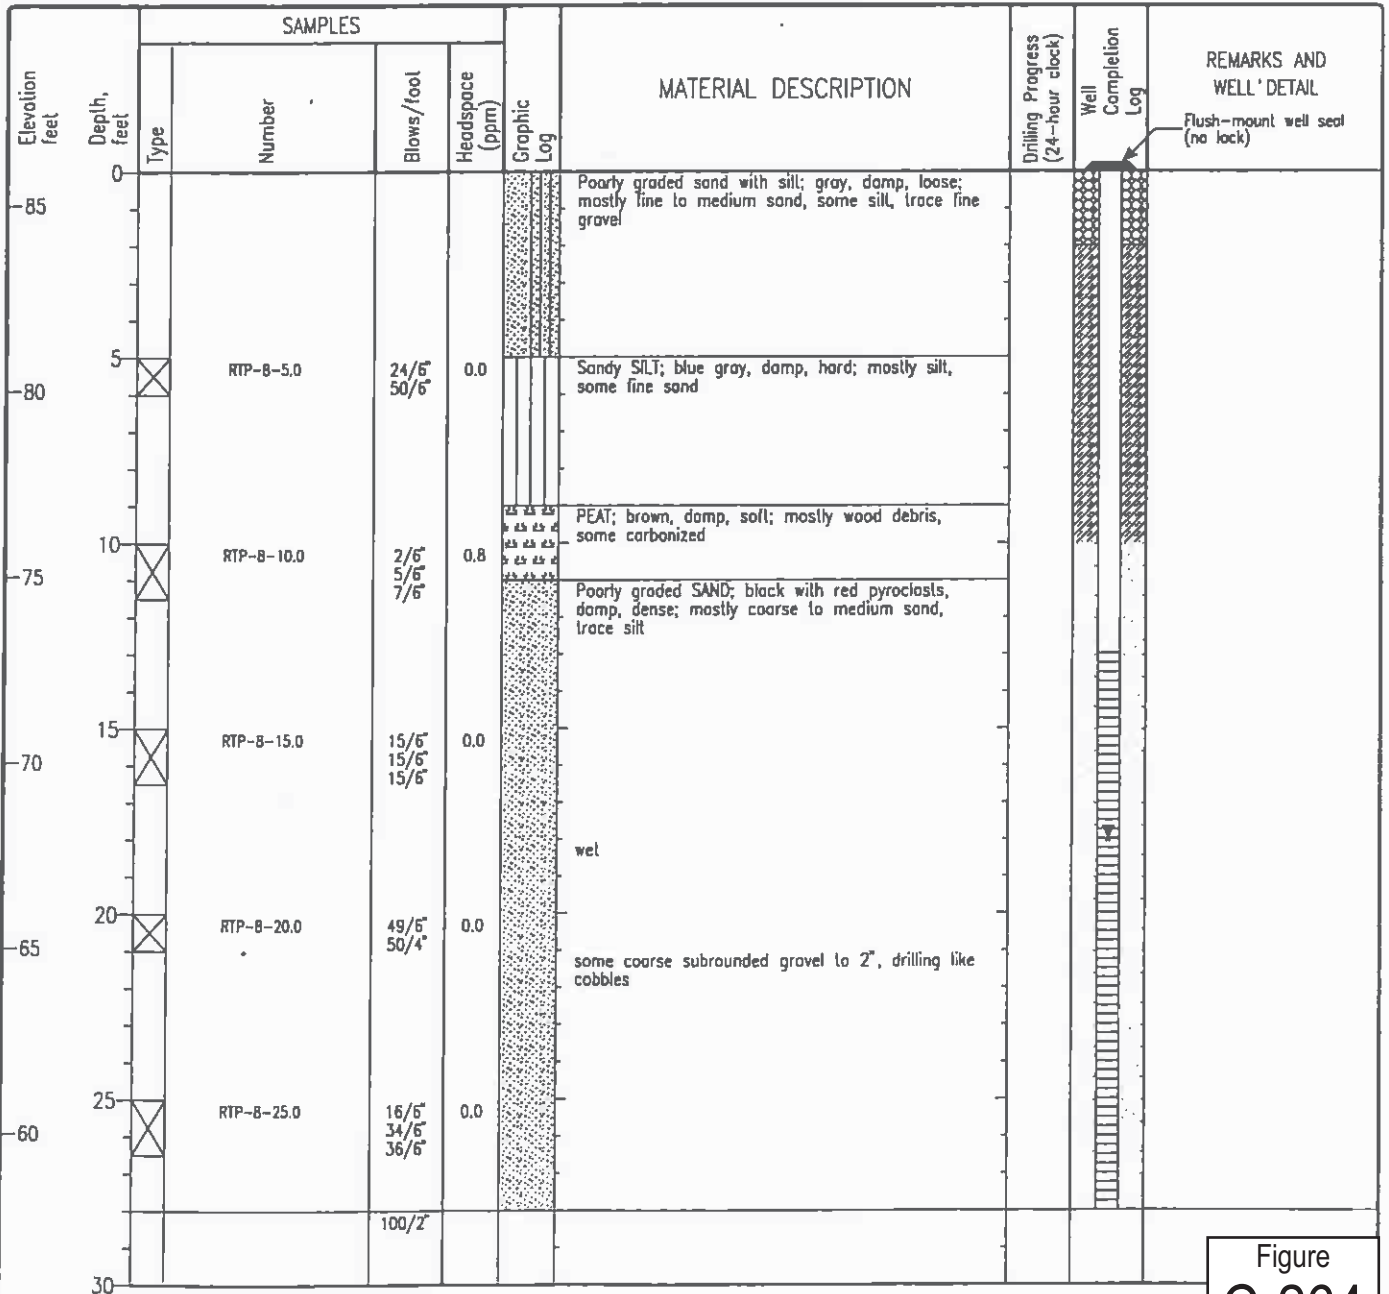 SAMPLES
Elevation
feet
Depth,
feet
Type
Number
Blows/foot
Headspace
(ppm)
Graphic
Log
MATERIAL DESCRIPTION
Drilling Progress
(24-hour clock)
Well
Completion
Log
REMARKS AND
WELL DETAIL
Flush-mount well seal
(no lock)
0
Poorly graded sand with silt; gray, damp, loose;
mostly fine to medium sand, some silt, trace fine
gravel
85
5
RTP-8-5.0
24/6"
50/6"
0.0
Sandy SILT; blue gray, damp, hard; mostly silt,
some fine sand
80
PEAT; brown, damp, soft; mostly wood debris,
some carbonized
10
RTP-8-10.0
2/6"
5/6"
7/6"
0.8
75
Poorly graded SAND; black with red pyroclasts,
damp, dense; mostly coarse to medium sand,
trace silt
15
RTP-8-15.0
15/6"
15/6"
15/6"
0.0
70
wet
20
RTP-8-20.0
49/6"
50/4"
0.0
65
some coarse subrounded gravel to 2", drilling like
cobbles
25
RTP-8-25.0
16/6"
34/6"
36/6"
0.0
60
100/2"
30
Figure